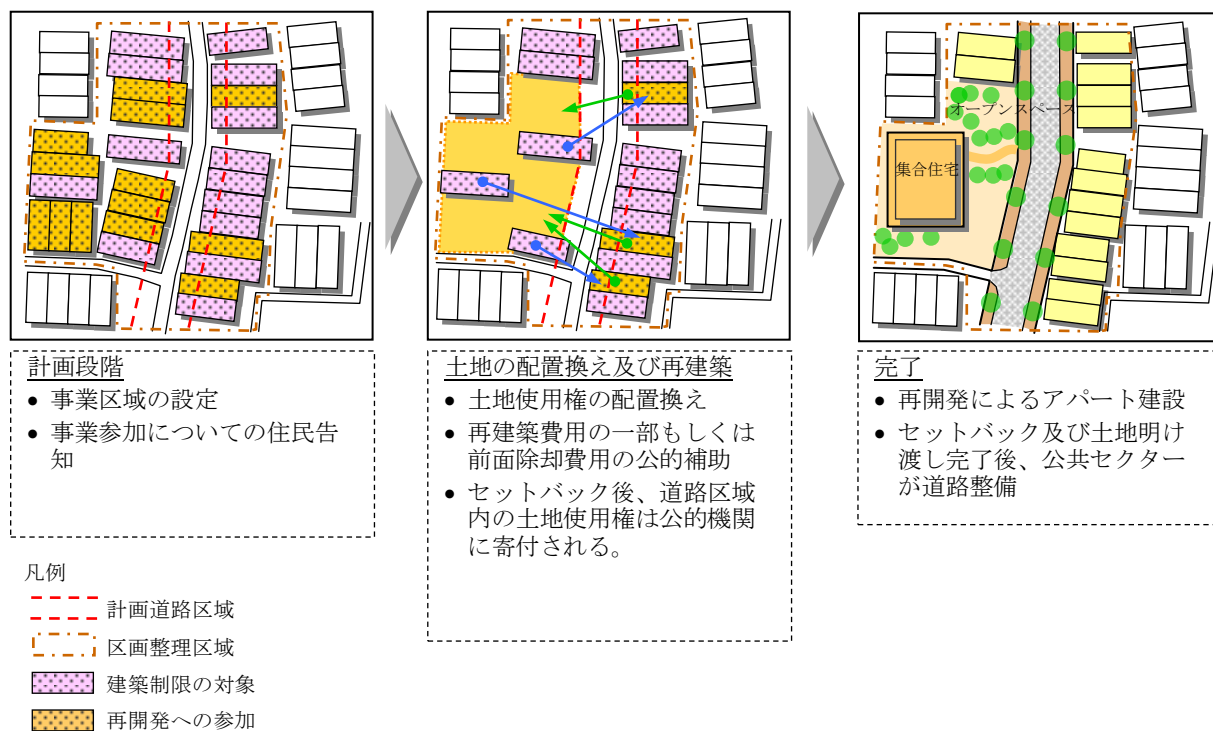 オープンスペース
集合住宅
計画段階
• 事業区域の設定
• 事業参加についての住民告
知
土地の配置換え及び再建築
• 土地使用権の配置換え
• 再建築費用の一部もしくは
前面除却費用の公的補助
• セットバック後、道路区域
内の土地使用権は公的機関
に寄付される。
完了
• 再開発によるアパート建設
• セットバック及び土地明け
渡し完了後、公共セクター
が道路整備
凡例
計画道路区域
区画整理区域
建築制限の対象
再開発への参加